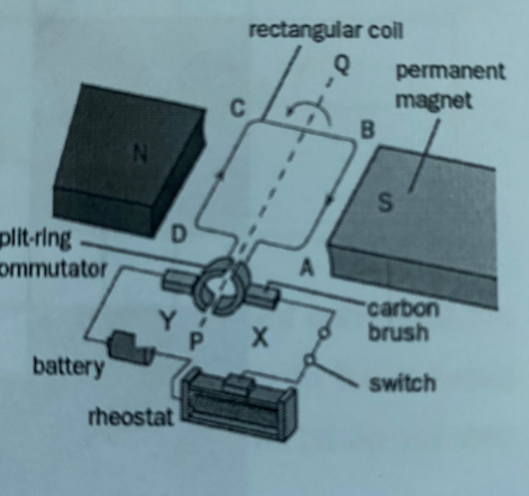 rectangular coil
Q
permanent
magnet
C
B
N
S
D
plit-ring
ommutator
A
carbon
brush
Y
P
X
battery
switch
rheostat